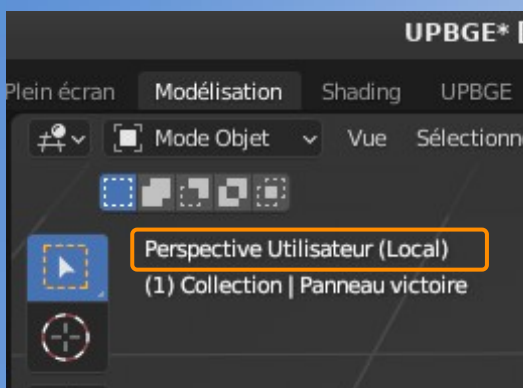 UPBGE* [
Plein écran Modélisation Shading UPBGE
Mode Objet Vue Sélectionn
Perspective Utilisateur (Local)
(1) Collection | Panneau victoire